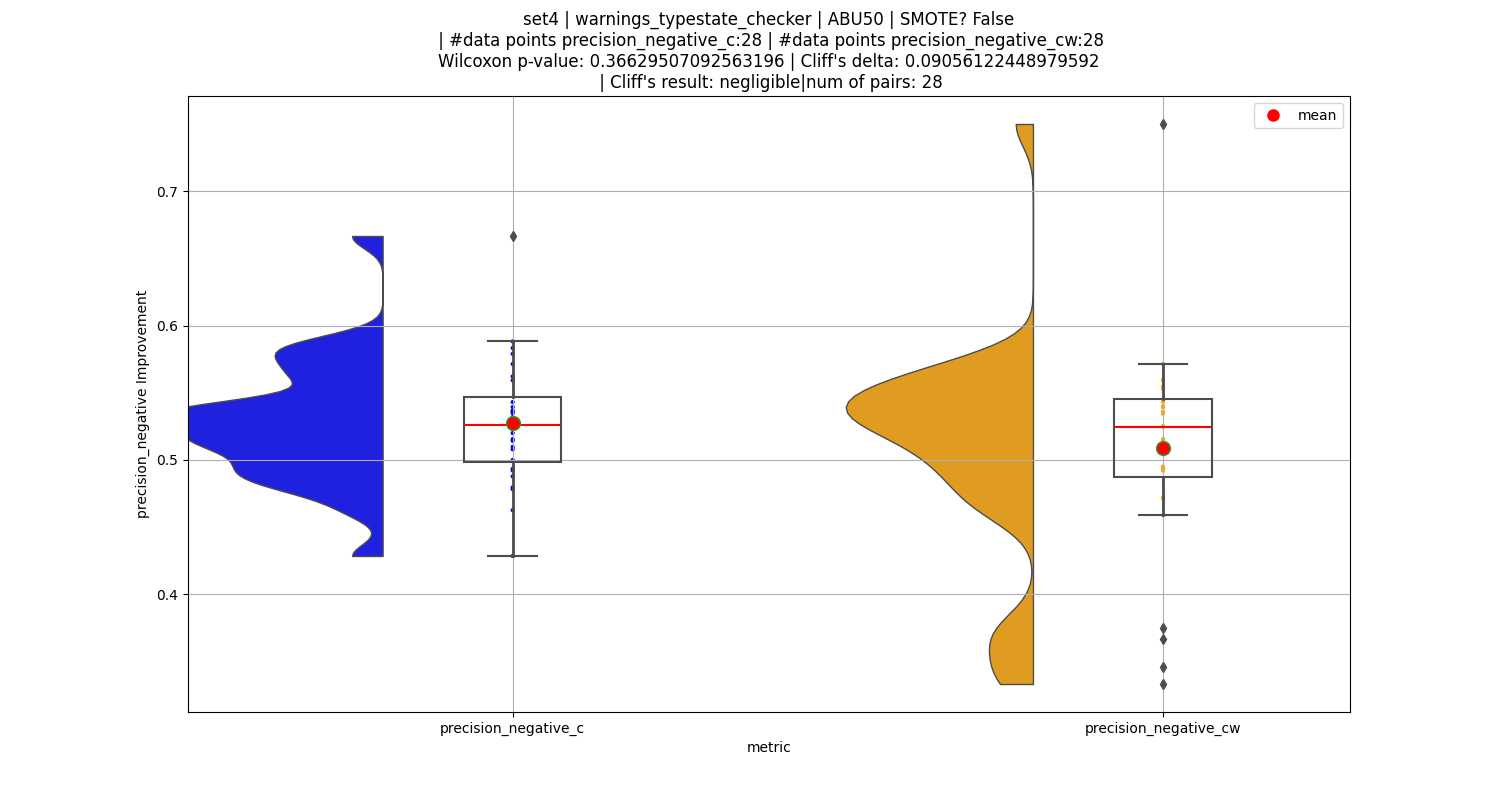 set4 | warnings_typestate_checker | ABU50 | SMOTE? False
| #data points precision_negative_c:28 | #data points precision_negative_cw:28
Wilcoxon p-value: 0.36629507092563196 | Cliff's delta: 0.09056122448979592
| Cliff's result: negligible|num of pairs: 28
mean
0.7
0.6
0.5
0.4
precision_negative Improvement
precision_negative_c
precision_negative_cw
metric